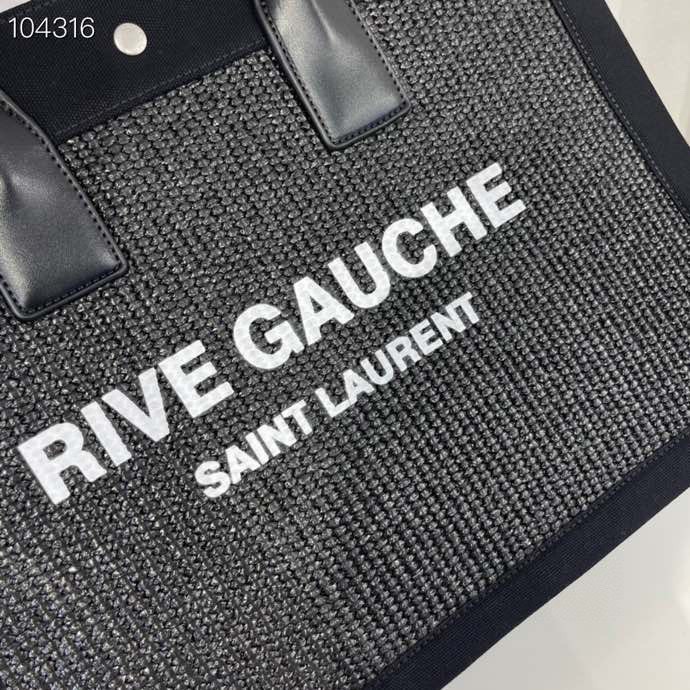 104316
RIVE GAUCHE
SAINT LAURENT